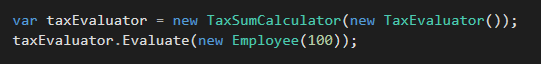 var taxEvaluator = new TaxSumCalculator(new TaxEvaluator());
taxEvaluator.Evaluate(new Employee(100));